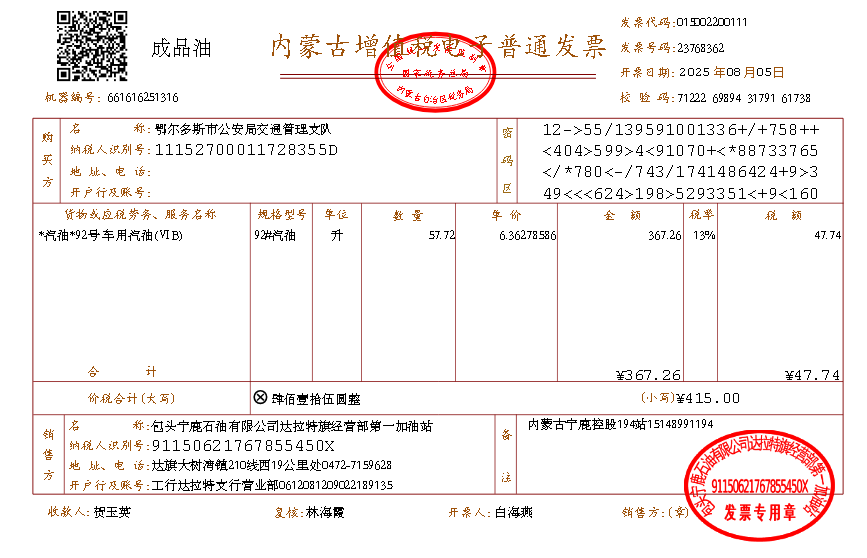 成品油
内蒙古增值税电子普通发票
国家税务总局
内蒙古自治区税务局
发票代码:015002200111
发票号码:23768362
开票日期: 2025 年08 月05日
校 验 码:71222 69894 31791 61738
机器编号: 661616251316
购买方
名 称:鄂尔多斯市公安局交通管理支队
纳税人识别号:11152700011728355D
地 址、电 话:
开户行及账号:
密码区
12->55/139591001336+/+758++
<404>599>4<91070+<*88733765
</*780<-/743/1741486424+9>3
49<<<624>198>5293351<+9<160
货物或应税劳务、服务名称 规格型号 单位 数 量 单 价 金 额 税率 税 额
*汽油*92号车用汽油(ⅥB) 92#汽油 升 57.72 6.36278586 367.26 13% 47.74
合 计 ¥367.26 ¥47.74
价税合计(大写) ⊗ 肆佰壹拾伍圆整 (小写)¥415.00
销售方
名 称:包头宁鹿石油有限公司达拉特旗经营部第一加油站
纳税人识别号:91150621767855450X
地 址、电 话:达旗大树湾镇210线西19公里处0472-7159628
开户行及账号:工行达拉特支行营业部0612081209022189135
备注
内蒙古宁鹿控股194站15148991194
包头宁鹿石油有限公司达拉特旗经营部第一加油站
91150621767855450X
发票专用章
收款人: 贺玉英 复核: 林海霞 开票人: 白海燕 销售方:(章)